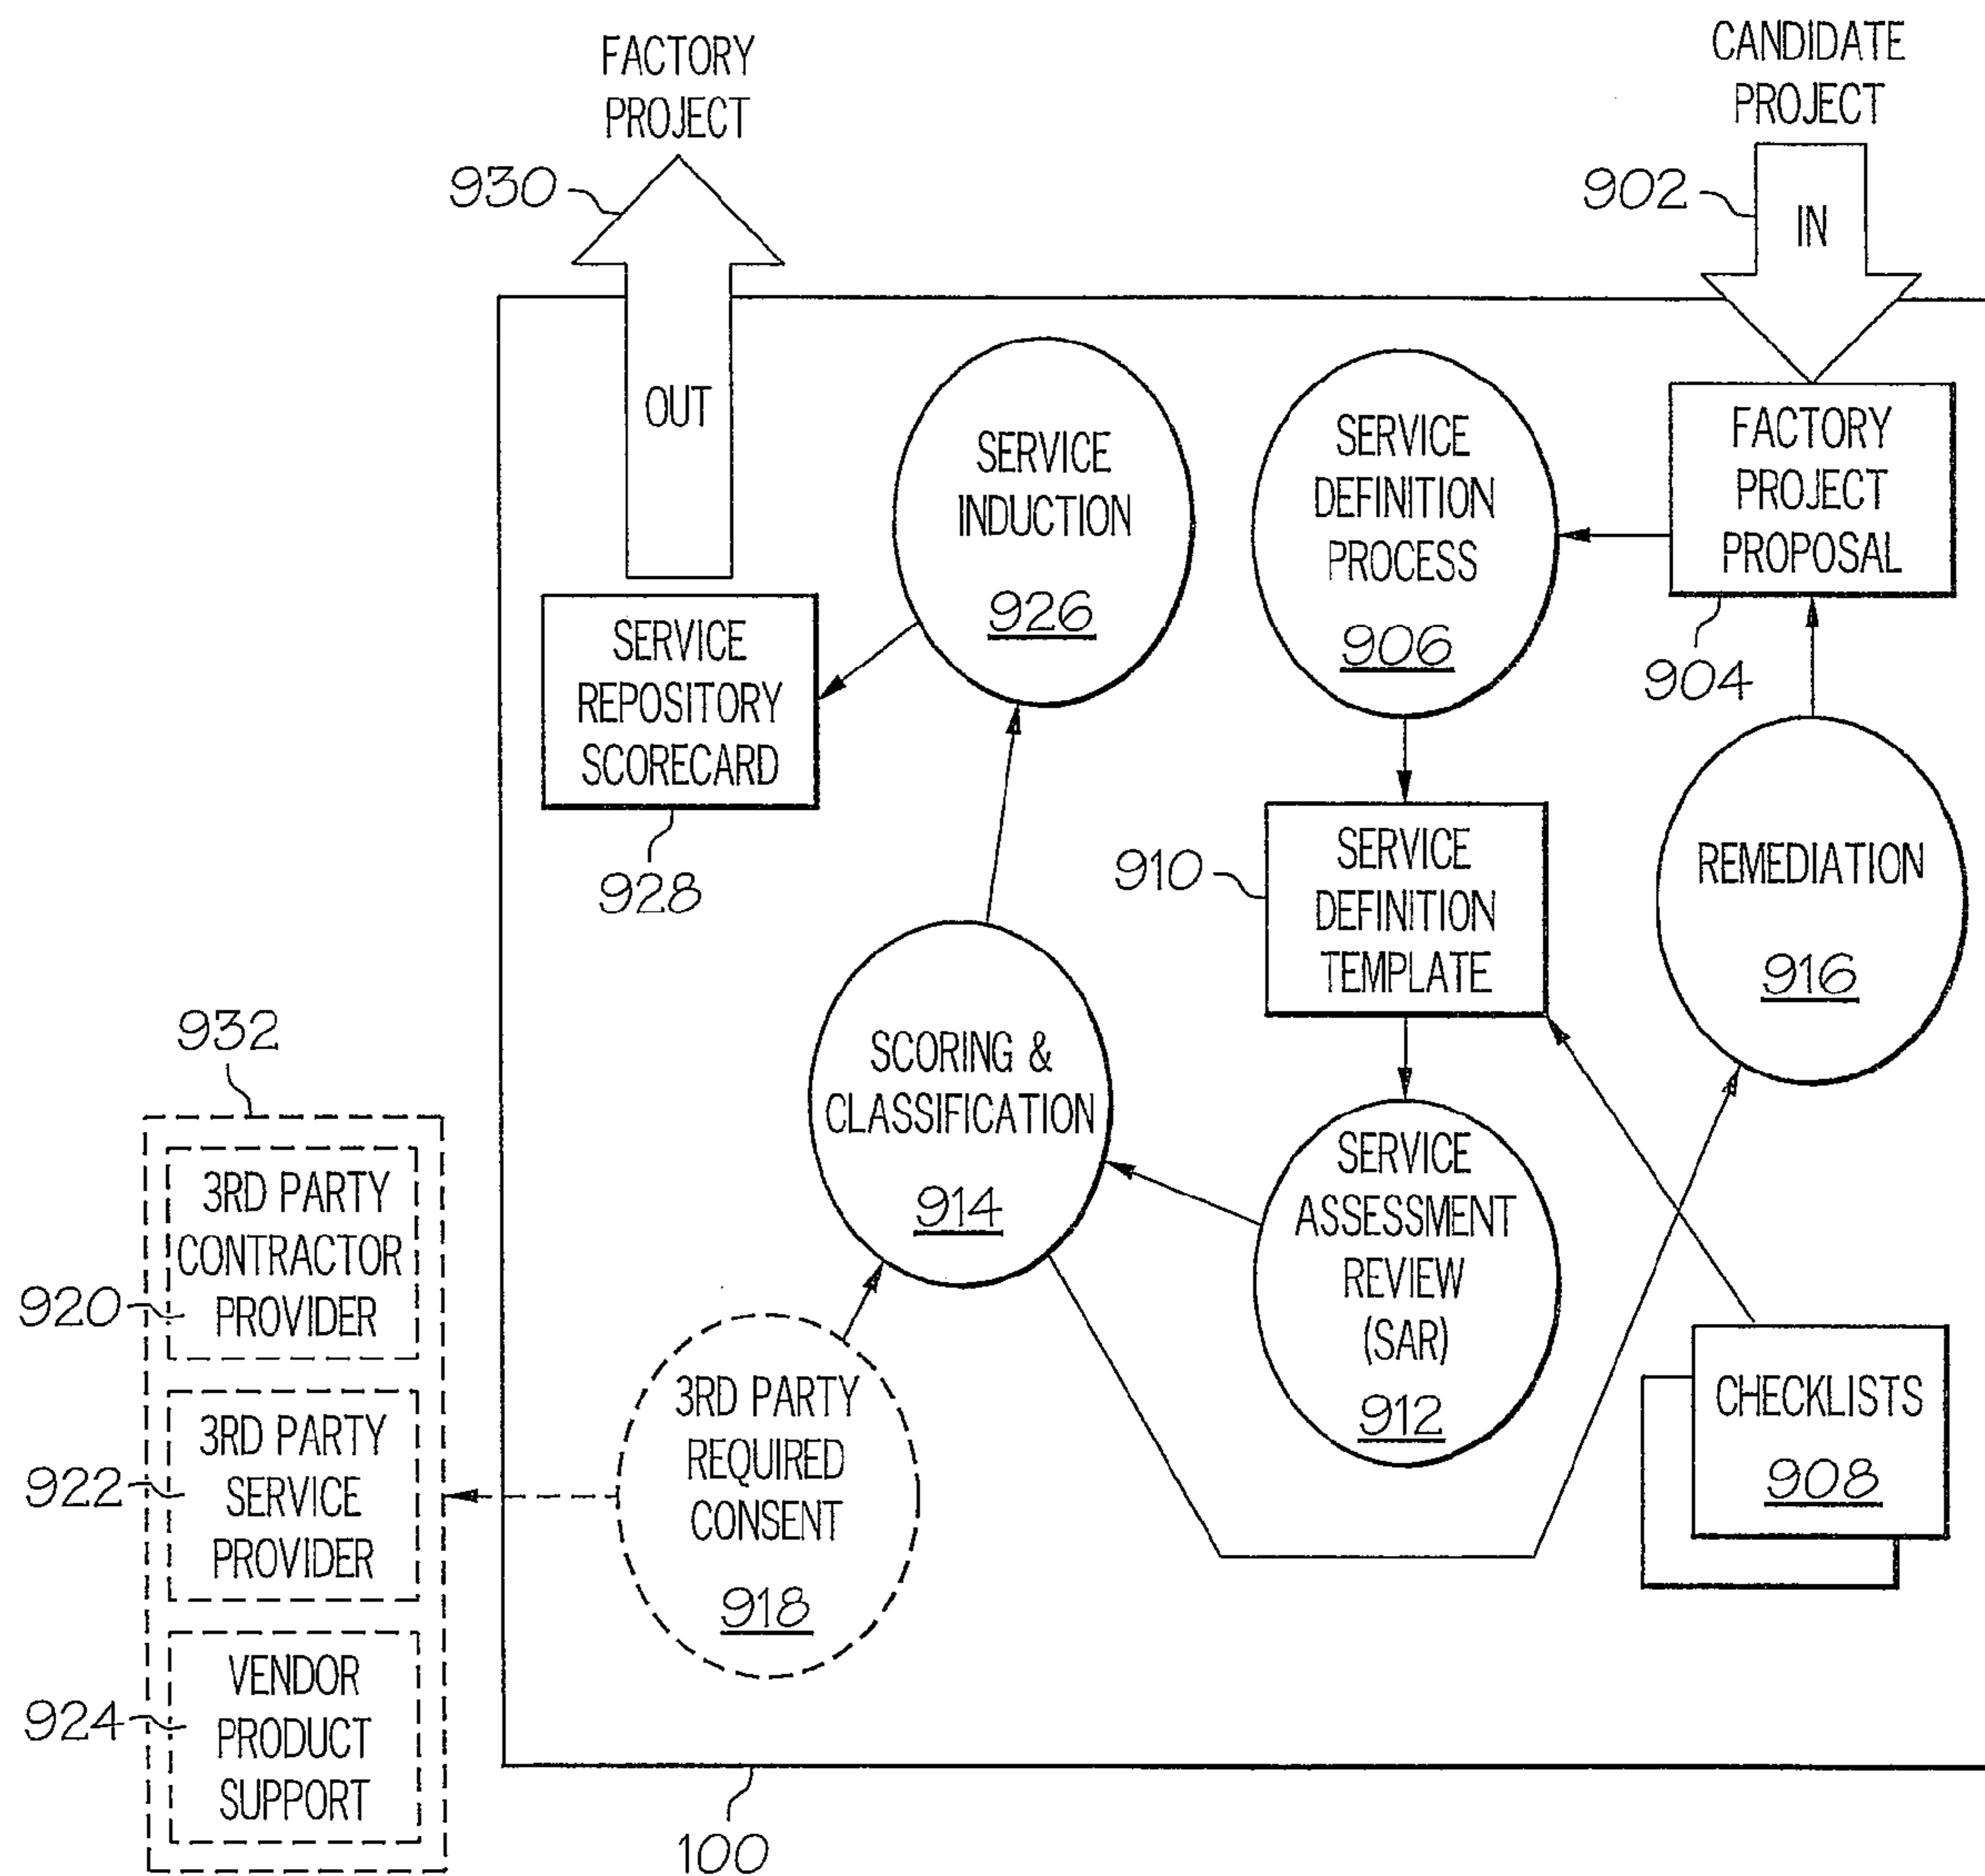 FACTORY
PROJECT
930
OUT
CANDIDATE
PROJECT
902
IN
SERVICE
INDUCTION
926
SERVICE
DEFINITION
PROCESS
906
FACTORY
PROJECT
PROPOSAL
904
SERVICE
REPOSITORY
SCORECARD
928
910
SERVICE
DEFINITION
TEMPLATE
REMEDIATION
916
SCORING &
CLASSIFICATION
914
SERVICE
ASSESSMENT
REVIEW
(SAR)
912
CHECKLISTS
908
932
3RD PARTY
CONTRACTOR
PROVIDER
920
3RD PARTY
SERVICE
PROVIDER
922
VENDOR
PRODUCT
SUPPORT
924
3RD PARTY
REQUIRED
CONSENT
918
100